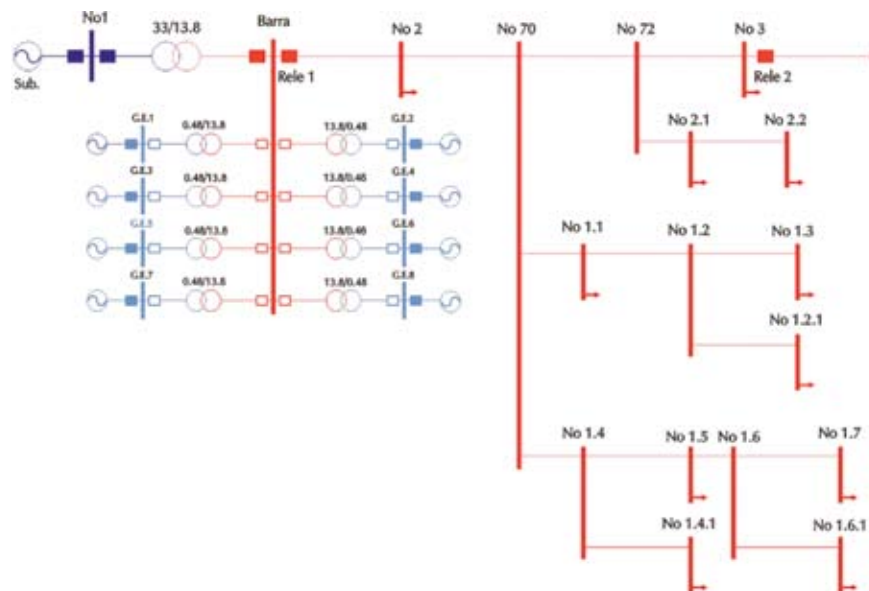 No1
33/13.8
Barra
No 2
No 70
No 72
No 3
Sub.
Rele 1
Rele 2
G.E.1
0.48/13.8
13.8/0.48
G.E.2
No 2.1
No 2.2
G.E.3
0.48/13.8
13.8/0.48
G.E.4
G.E.5
0.48/13.8
13.8/0.48
G.E.6
No 1.1
No 1.2
No 1.3
G.E.7
0.48/13.8
13.8/0.48
G.E.8
No 1.2.1
No 1.4
No 1.5
No 1.6
No 1.7
No 1.4.1
No 1.6.1